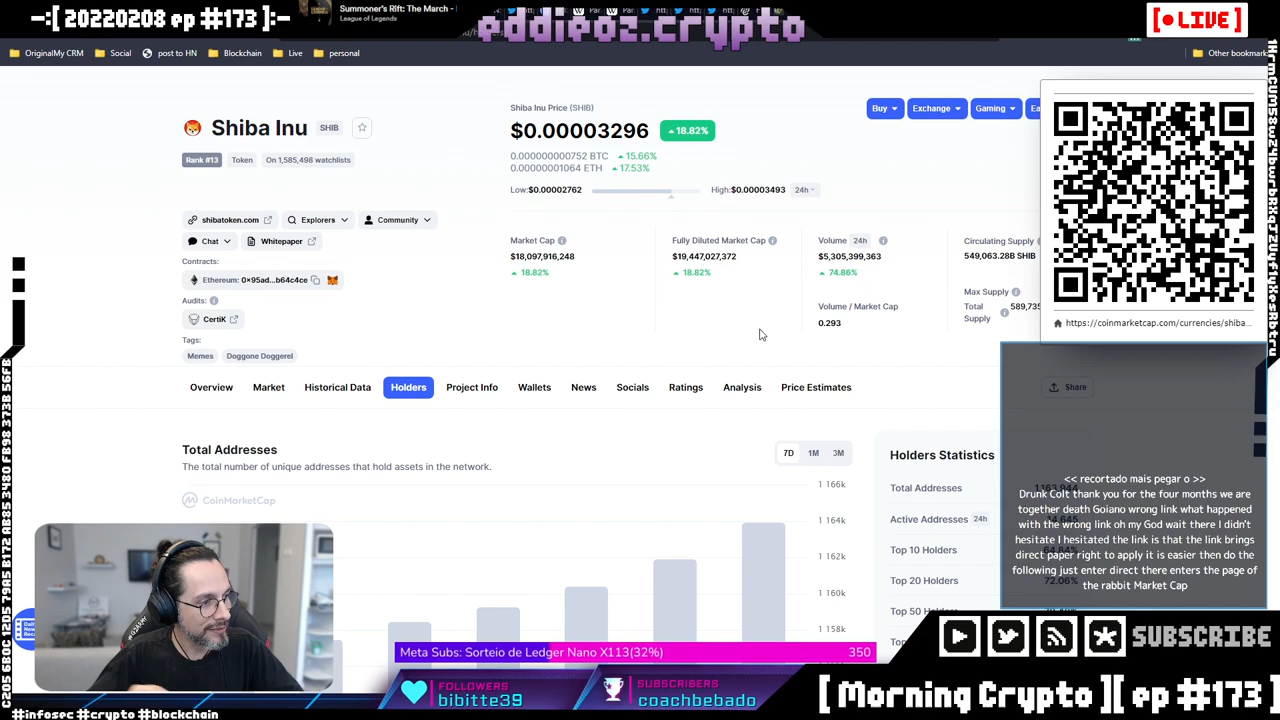 —:[ 20220208 ep #173 ]:—
Summoner's Rift: The March -
League of Legends
eddieoz.crypto
[●LIVE]
OriginalMy CRM
Social
post to HN
Blockchain
Live
personal
Other bookmark
Shiba Inu
SHIB
Rank #13
Token
On 1,585,498 watchlists
shibatoken.com
Explorers
Community
Chat
Whitepaper
Contracts:
Ethereum: 0x95ad...b64c4ce
Audits:
CertiK
Tags:
Memes
Doggone Doggerel
Shiba Inu Price (SHIB)
$0.00003296
18.82%
0.000000000752 BTC
15.66%
0.00000001064 ETH
17.53%
Low:$0.00002762
High:$0.00003493
24h
Buy
Exchange
Gaming
Market Cap
$18,097,916,248
18.82%
Fully Diluted Market Cap
$19,447,027,372
18.82%
Volume 24h
$5,305,399,363
74.86%
Volume / Market Cap
0.293
Circulating Supply
549,063.28B SHIB
Max Supply
Total
Supply
589,735
https://coinmarketcap.com/currencies/shiba...
Overview
Market
Historical Data
Holders
Project Info
Wallets
News
Socials
Ratings
Analysis
Price Estimates
Share
Total Addresses
The total number of unique addresses that hold assets in the network.
7D
1M
3M
CoinMarketCap
1 166k
1 164k
1 162k
1 160k
1 158k
Holders Statistics
Total Addresses
Active Addresses 24h
Top 10 Holders
Top 20 Holders
72.06%
Top 50 Holders
<< recortado mais pegar o >>
Drunk Colt thank you for the four months we are
together death Goiano wrong link what happened
with the wrong link oh my God wait there I didn't
hesitate I hesitated the link is that the link brings
direct paper right to apply it is easier then do the
following just enter direct there enters the page of
the rabbit Market Cap
Meta Subs: Sorteio de Ledger Nano X
113(32%)
350
FOLLOWERS
bibitte39
SUBSCRIBERS
coachbebado
SUBSCRIBE
[ Morning Crypto ][ ep #173 ]
#infosec #crypto #blockchain